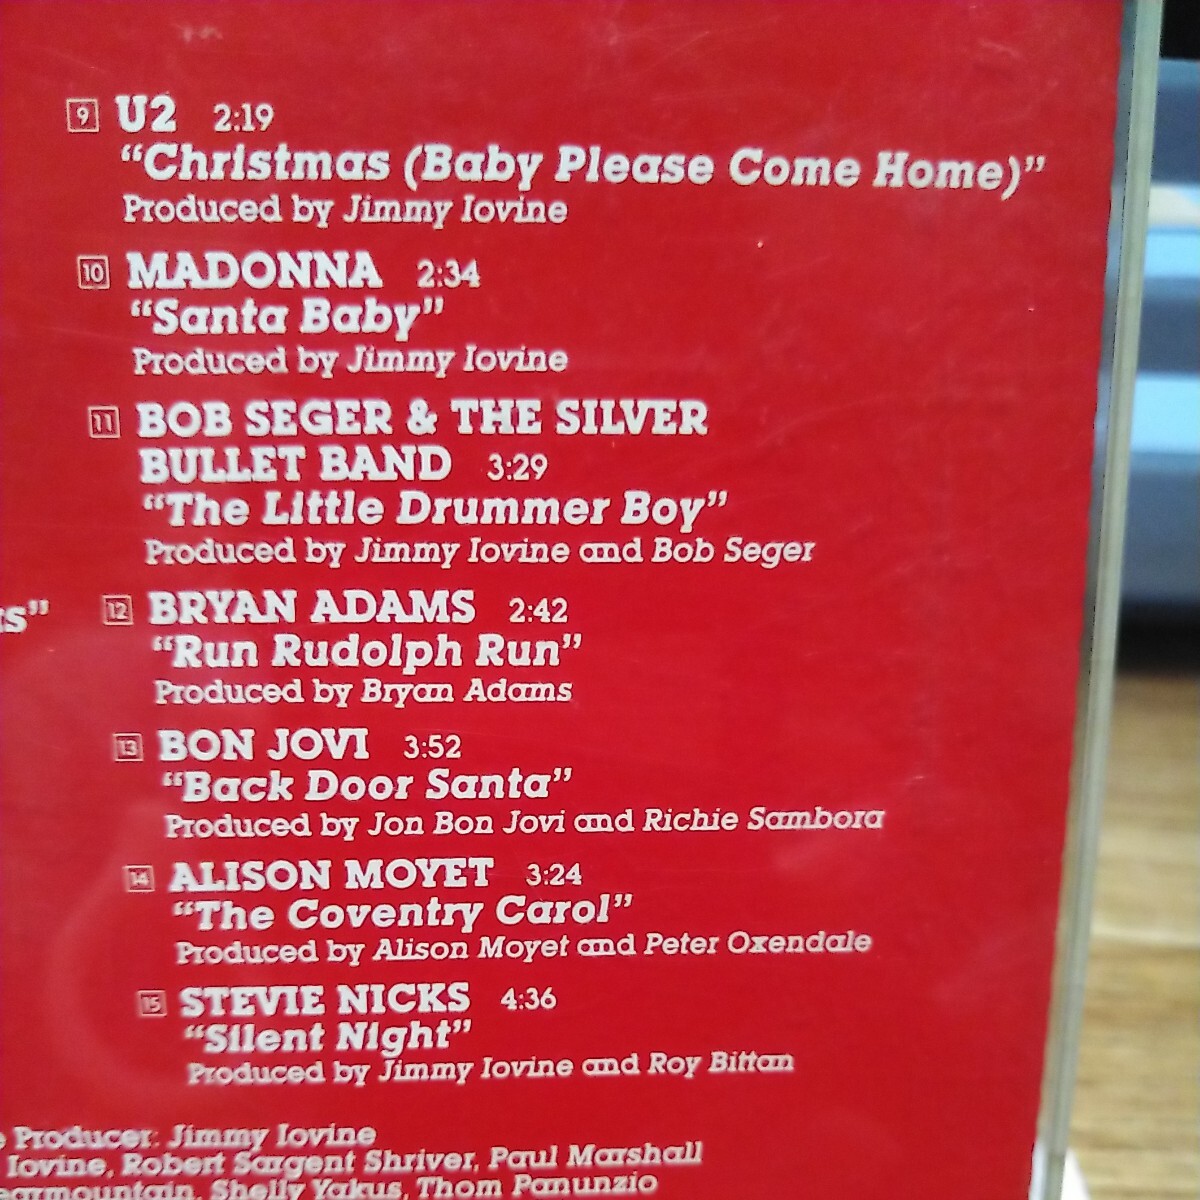 9 U2 2:19
“Christmas (Baby Please Come Home)”
Produced by Jimmy Iovine
10 MADONNA 2:34
“Santa Baby”
Produced by Jimmy Iovine
11 BOB SEGER & THE SILVER
BULLET BAND 3:29
“The Little Drummer Boy”
Produced by Jimmy Iovine and Bob Seger
12 BRYAN ADAMS 2:42
“Run Rudolph Run”
Produced by Bryan Adams
13 BON JOVI 3:52
“Back Door Santa”
Produced by Jon Bon Jovi and Richie Sambora
14 ALISON MOYET 3:24
“The Coventry Carol”
Produced by Alison Moyet and Peter Oxendale
15 STEVIE NICKS 4:36
“Silent Night”
Produced by Jimmy Iovine and Roy Bittan
Producer: Jimmy Iovine
Iovine, Robert Sargent Shriver, Paul Marshall
earmountain, Shelly Yakus, Thom Panunzio